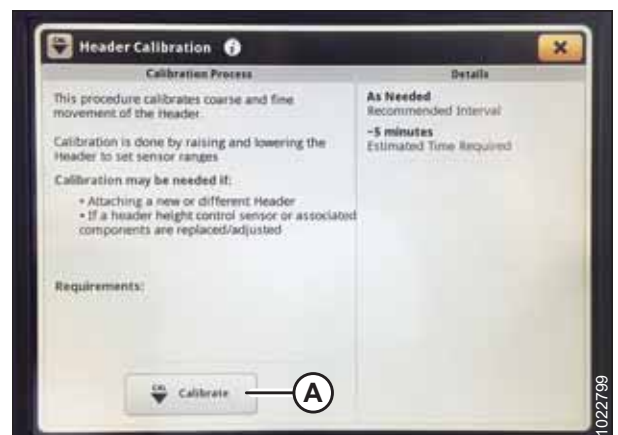 CAL
Header Calibration i
Calibration Process
Details
This procedure calibrates coarse and fine
movement of the Header.
Calibration is done by raising and lowering the
Header to set sensor ranges
Calibration may be needed if:
• Attaching a new or different Header
• If a header height control sensor or associated
components are replaced/adjusted
Requirements:
As Needed
Recommended Interval
~5 minutes
Estimated Time Required
CAL
Calibrate
A
1022799